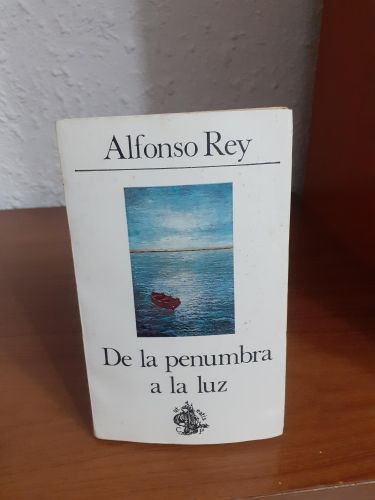 Alfonso Rey
De la penumbra
a la luz